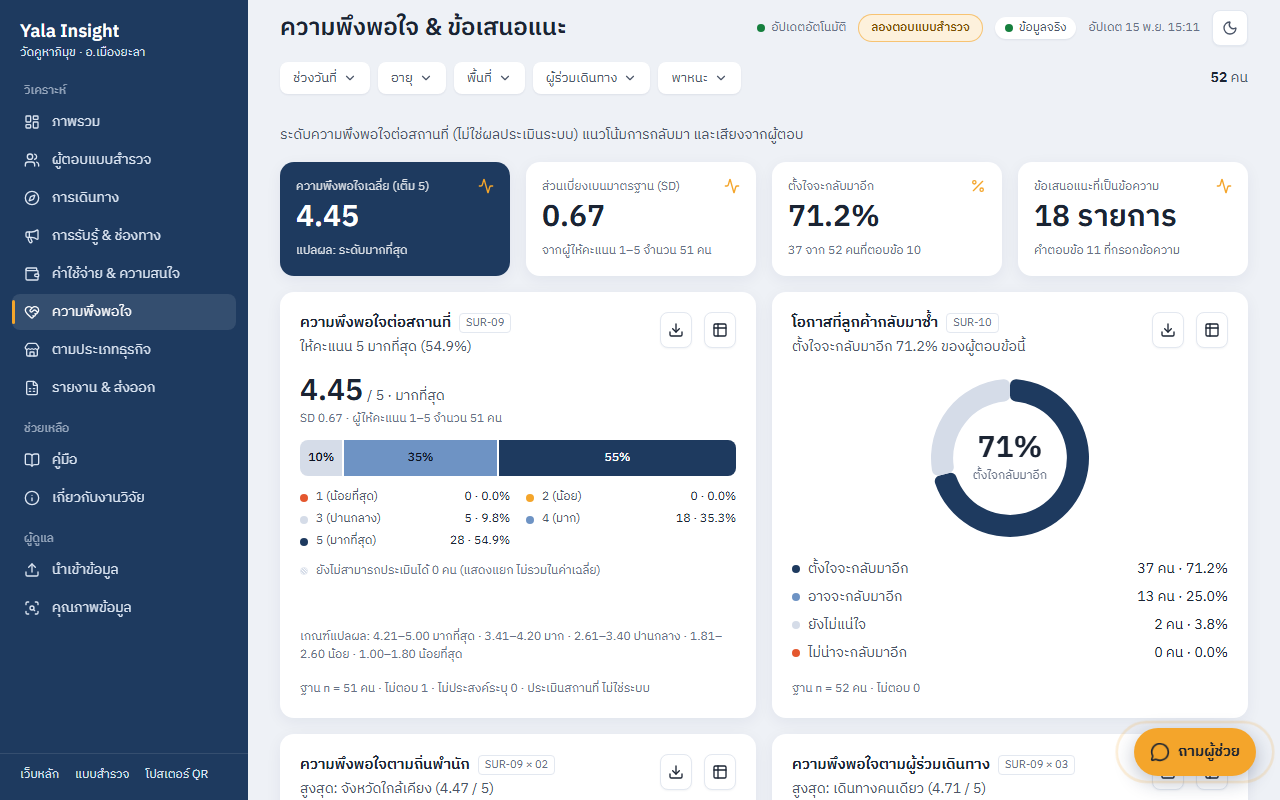 Yala Insight
วัดคูหาภิมุข · อ.เมืองยะลา
วิเคราะห์
ภาพรวม
ผู้ตอบแบบสำรวจ
การเดินทาง
การรับรู้ & ช่องทาง
ค่าใช้จ่าย & ความสนใจ
ความพึงพอใจ
ตามประเภทธุรกิจ
รายงาน & ส่งออก
ช่วยเหลือ
คู่มือ
เกี่ยวกับงานวิจัย
ผู้ดูแล
นำเข้าข้อมูล
คุณภาพข้อมูล
เว็บหลัก แบบสำรวจ โปสเตอร์ QR
ความพึงพอใจ & ข้อเสนอแนะ
อัปเดตอัตโนมัติ ลองตอบแบบสำรวจ ข้อมูลจริง อัปเดต 15 พ.ย. 15:11
ช่วงวันที่ อายุ พื้นที่ ผู้ร่วมเดินทาง พาหนะ 52 คน
ระดับความพึงพอใจต่อสถานที่ (ไม่ใช่ผลประเมินระบบ) แนวโน้มการกลับมา และเสียงจากผู้ตอบ
ความพึงพอใจเฉลี่ย (เต็ม 5)
4.45
แปลผล: ระดับมากที่สุด
ส่วนเบี่ยงเบนมาตรฐาน (SD)
0.67
จากผู้ให้คะแนน 1–5 จำนวน 51 คน
ตั้งใจจะกลับมาอีก
71.2%
37 จาก 52 คนที่ตอบข้อ 10
ข้อเสนอแนะที่เป็นข้อความ
18 รายการ
คำตอบข้อ 11 ที่กรอกข้อความ
ความพึงพอใจต่อสถานที่ SUR-09
ให้คะแนน 5 มากที่สุด (54.9%)
4.45 / 5 · มากที่สุด
SD 0.67 · ผู้ให้คะแนน 1–5 จำนวน 51 คน
10% 35% 55%
1 (น้อยที่สุด) 0 · 0.0% 2 (น้อย) 0 · 0.0%
3 (ปานกลาง) 5 · 9.8% 4 (มาก) 18 · 35.3%
5 (มากที่สุด) 28 · 54.9%
ยังไม่สามารถประเมินได้ 0 คน (แสดงแยก ไม่รวมในค่าเฉลี่ย)
เกณฑ์แปลผล: 4.21–5.00 มากที่สุด · 3.41–4.20 มาก · 2.61–3.40 ปานกลาง · 1.81–
2.60 น้อย · 1.00–1.80 น้อยที่สุด
ฐาน n = 51 คน · ไม่ตอบ 1 · ไม่ประสงค์ระบุ 0 · ประเมินสถานที่ ไม่ใช่ระบบ
โอกาสที่ลูกค้ากลับมาซ้ำ SUR-10
ตั้งใจจะกลับมาอีก 71.2% ของผู้ตอบข้อนี้
71%
ตั้งใจกลับมาอีก
ตั้งใจจะกลับมาอีก 37 คน · 71.2%
อาจจะกลับมาอีก 13 คน · 25.0%
ยังไม่แน่ใจ 2 คน · 3.8%
ไม่น่าจะกลับมาอีก 0 คน · 0.0%
ฐาน n = 52 คน · ไม่ตอบ 0
ความพึงพอใจตามถิ่นพำนัก SUR-09 × 02
สูงสุด: จังหวัดใกล้เคียง (4.47 / 5)
ความพึงพอใจตามผู้ร่วมเดินทาง SUR-09 × 03
สูงสุด: เดินทางคนเดียว (4.71 / 5)
ถามผู้ช่วย